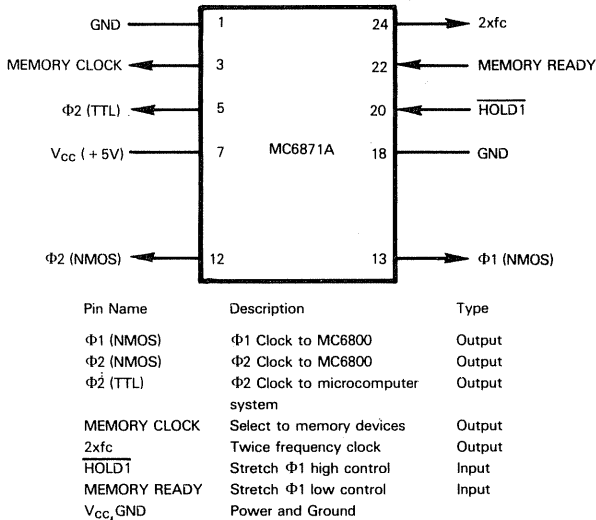 GND 1 24 2xfc
MEMORY CLOCK 3 22 MEMORY READY
Φ2 (TTL) 5 20 HOLD1
VCC (+5V) 7 MC6871A 18 GND
Φ2 (NMOS) 12 13 Φ1 (NMOS)
Pin Name Description Type
Φ1 (NMOS) Φ1 Clock to MC6800 Output
Φ2 (NMOS) Φ2 Clock to MC6800 Output
Φ2 (TTL) Φ2 Clock to microcomputer Output
system
MEMORY CLOCK Select to memory devices Output
2xfc Twice frequency clock Output
HOLD1 Stretch Φ1 high control Input
MEMORY READY Stretch Φ1 low control Input
VCC, GND Power and Ground